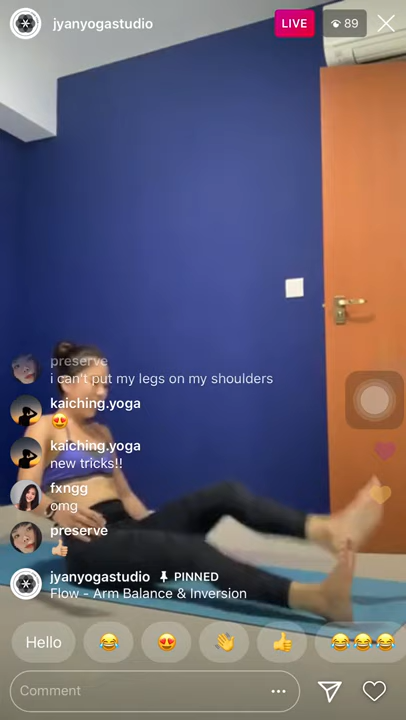 jyanyogastudio
LIVE
89
preserve
i can't put my legs on my shoulders
kaiching.yoga
😍
kaiching.yoga
new tricks!!
fxngg
omg
preserve
👍🏻
jyanyogastudio PINNED
Flow - Arm Balance & Inversion
Hello 😂 😍 👋 👍 😂😂😂
Comment